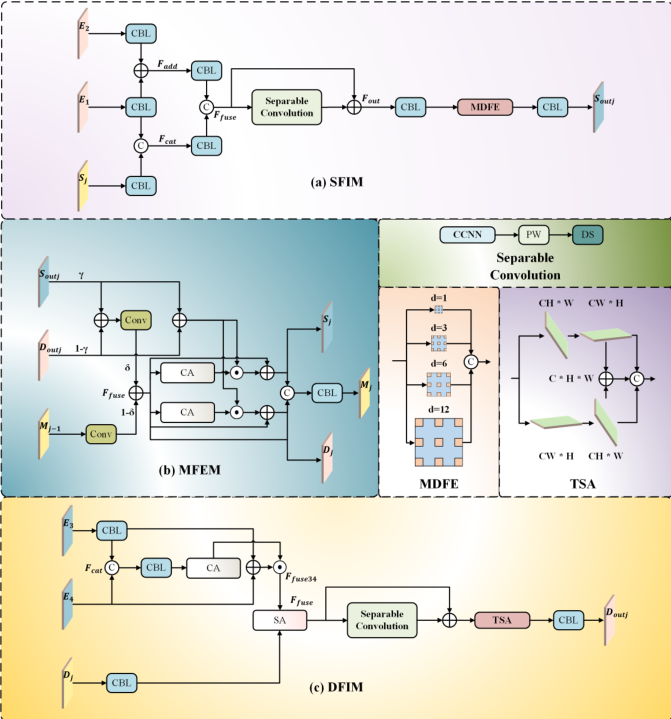 E2
CBL
Fadd
CBL
E1
CBL
C
Ffuse
Separable
Convolution
Fout
CBL
MDFE
CBL
Soutj
C
Fcat
CBL
Sj
CBL
(a) SFIM
Soutj
γ
Conv
Doutj
1-γ
δ
Ffuse
CA
1-δ
CA
Mj-1
Conv
Sj
C
CBL
Mj
Dj
(b) MFEM
CCNN
PW
DS
Separable
Convolution
d=1
d=3
d=6
d=12
C
MDFE
CH * W
CW * H
C * H * W
C
CW * H
CH * W
TSA
E3
CBL
Fcat
C
CBL
CA
Ffuse34
E4
Ffuse
SA
Separable
Convolution
TSA
CBL
Doutj
Dj
CBL
(c) DFIM